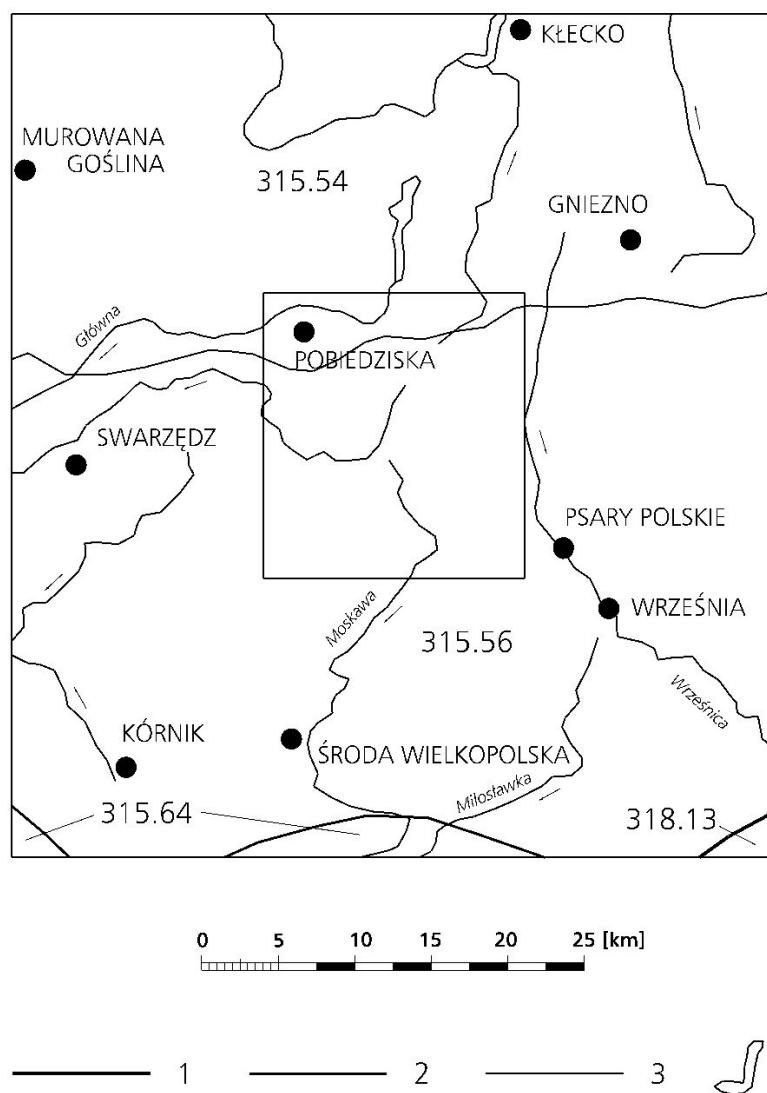 KŁECKO
MUROWANA
GOŚLINA
315.54
GNIEZNO
Główna
POBIEDZISKA
SWARZĘDZ
PSARY POLSKIE
WRZEŚNIA
Moskawa
315.56
Wrześnica
KÓRNIK
ŚRODA WIELKOPOLSKA
Miłosławka
315.64
318.13
0 5 10 15 20 25 [km]
1 2 3